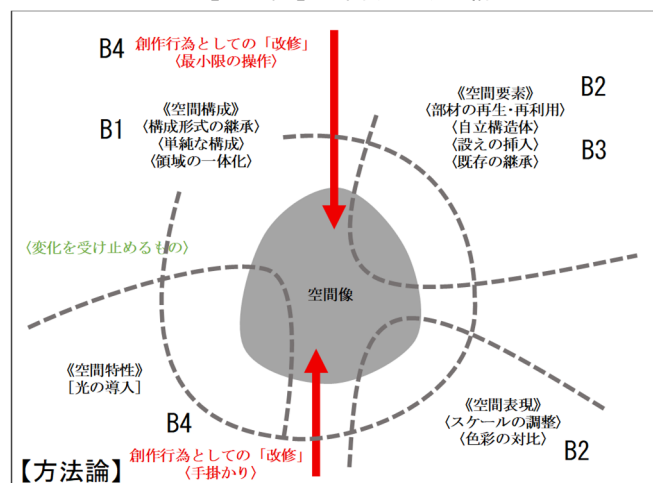 B4
創作行為としての「改修」
〈最小限の操作〉
B1
《空間構成》
〈構成形式の継承〉
〈単純な構成〉
〈領域の一体化〉
《空間要素》
〈部材の再生・再利用〉
〈自立構造体〉
〈設えの挿入〉
〈既存の継承〉
B2
B3
〈変化を受け止めるもの〉
空間像
《空間特性》
[光の導入]
B4
創作行為としての「改修」
〈手掛かり〉
《空間表現》
〈スケールの調整〉
〈色彩の対比〉
B2
【方法論】